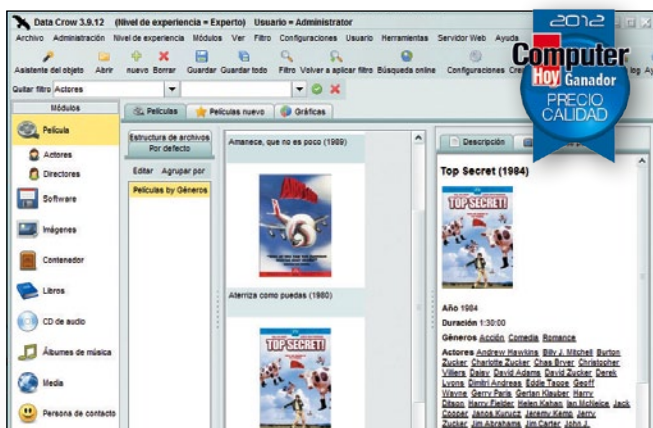 Data Crow 3.9.12 (Nivel de experiencia = Experto) Usuario = Administrator
Archivo Administración Nivel de experiencia Módulos Ver Filtro Configuraciones Usuario Herramientas Servidor Web Ayuda
Asistente del objeto Abrir nuevo Borrar Guardar Guardar todo Filtro Volver a aplicar filtro Búsqueda online Configuraciones
Quitar filtro Actores
2012
Computer
Hoy Ganador
PRECIO
CALIDAD
Módulos
Película
Actores
Directores
Software
Imágenes
Contenedor
Libros
CD de audio
Álbumes de música
Media
Persona de contacto
Películas Películas nuevo Gráficas
Estructura de archivos
Por defecto
Editar Agrupar por
Películas by Géneros
Amanece, que no es poco (1989)
Aterriza como puedas (1980)
TOP SECRET!
Descripción
Top Secret (1984)
TOP SECRET!
Año 1984
Duración 1:30:00
Géneros Acción Comedia Romance
Actores Andrew Hawkins Billy J. Mitchell Burton
Zucker Charlotte Zucker Chas Bryer Christopher
Villiers Daisy David Adams David Zucker Derek
Lyons Dimitri Andreas Eddie Tagoe Geoff
Wayne Gerry Paris Gertan Klauber Harry
Ditson Harry Fielder Helen Kahan Ian McNeice Jack
Cooper Janos Kurucz Jeremy Kemp Jerry
Zucker Jim Abrahams Jim Carter John J.